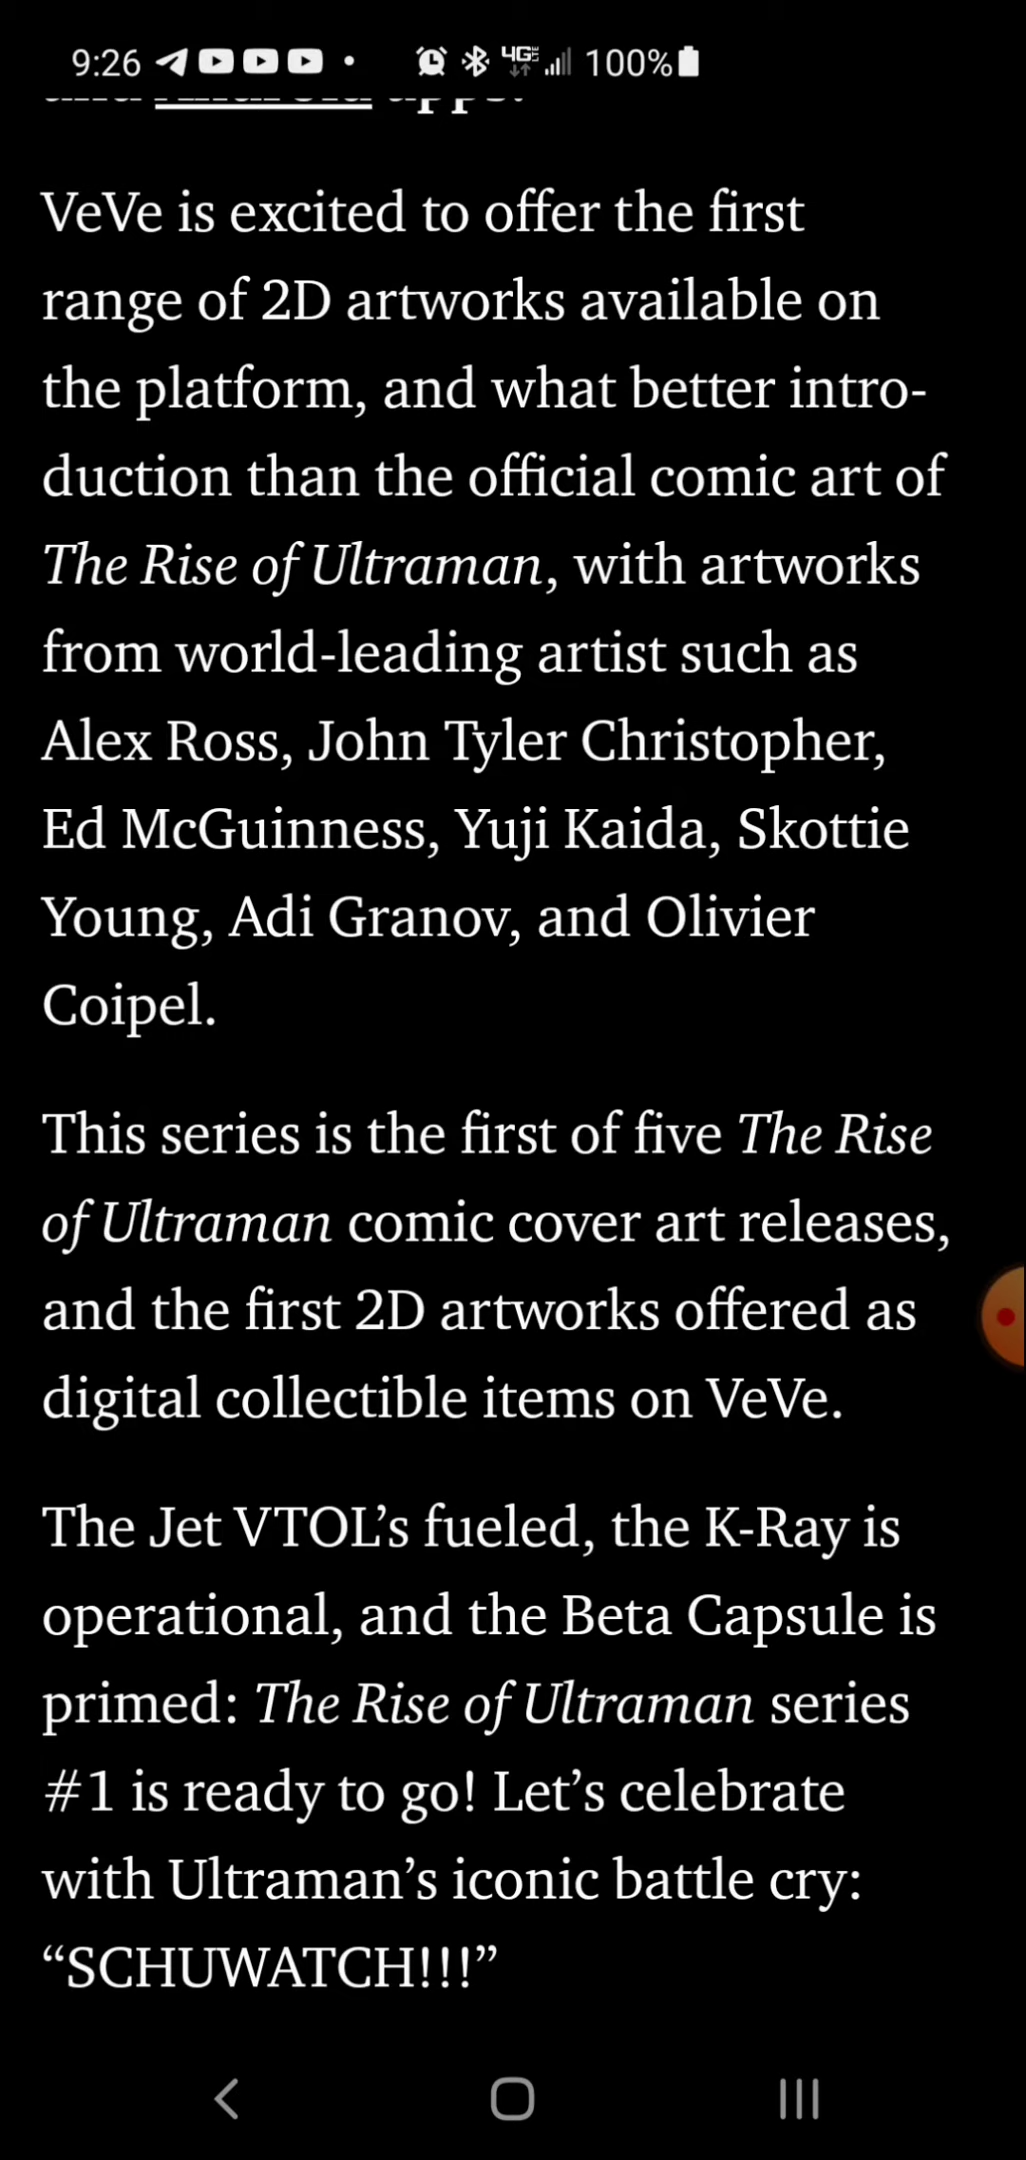 9:26 4G LTE 100%
VeVe is excited to offer the first
range of 2D artworks available on
the platform, and what better intro-
duction than the official comic art of
The Rise of Ultraman, with artworks
from world-leading artist such as
Alex Ross, John Tyler Christopher,
Ed McGuinness, Yuji Kaida, Skottie
Young, Adi Granov, and Olivier
Coipel.
This series is the first of five The Rise
of Ultraman comic cover art releases,
and the first 2D artworks offered as
digital collectible items on VeVe.
The Jet VTOL’s fueled, the K-Ray is
operational, and the Beta Capsule is
primed: The Rise of Ultraman series
#1 is ready to go! Let’s celebrate
with Ultraman’s iconic battle cry:
“SCHUWATCH!!!”